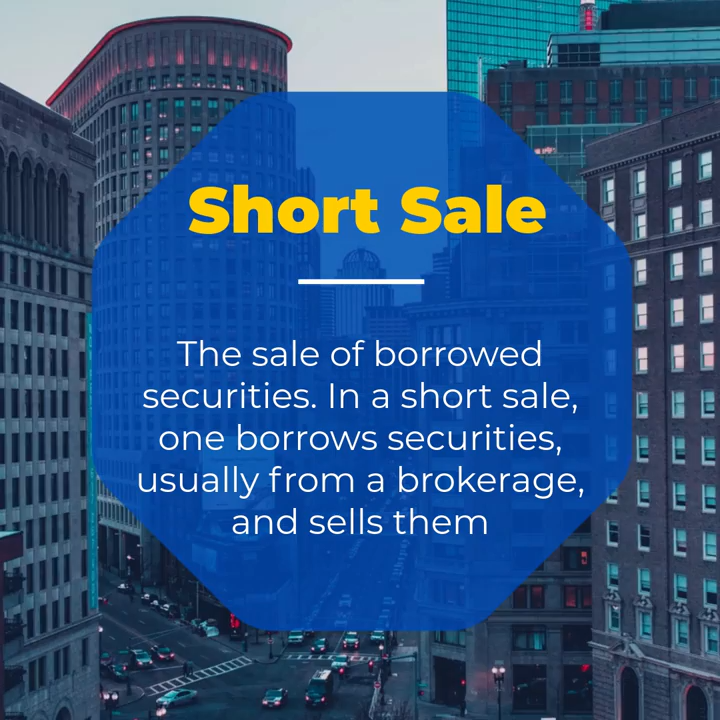 Short Sale
The sale of borrowed
securities. In a short sale,
one borrows securities,
usually from a brokerage,
and sells them